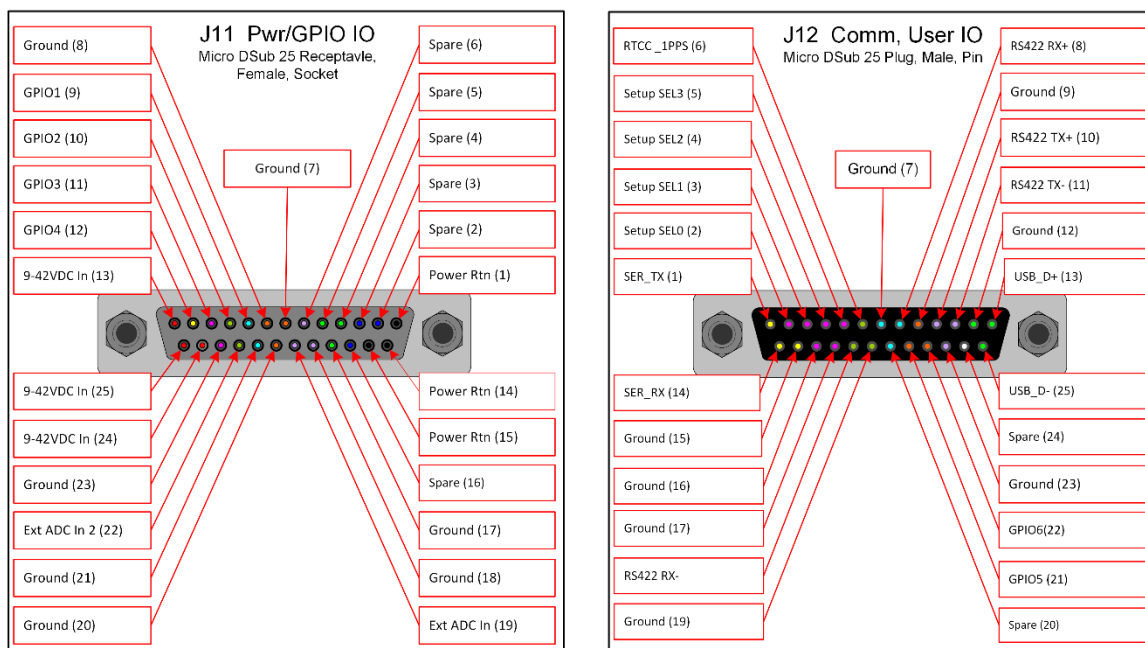 J11 Pwr/GPIO IO
Micro DSub 25 Receptavle,
Female, Socket
Ground (8)
GPIO1 (9)
GPIO2 (10)
GPIO3 (11)
GPIO4 (12)
9-42VDC In (13)
Ground (7)
Spare (6)
Spare (5)
Spare (4)
Spare (3)
Spare (2)
Power Rtn (1)
9-42VDC In (25)
9-42VDC In (24)
Ground (23)
Ext ADC In 2 (22)
Ground (21)
Ground (20)
Power Rtn (14)
Power Rtn (15)
Spare (16)
Ground (17)
Ground (18)
Ext ADC In (19)
J12 Comm, User IO
Micro DSub 25 Plug, Male, Pin
RTCC _1PPS (6)
Setup SEL3 (5)
Setup SEL2 (4)
Setup SEL1 (3)
Setup SEL0 (2)
SER_TX (1)
Ground (7)
RS422 RX+ (8)
Ground (9)
RS422 TX+ (10)
RS422 TX- (11)
Ground (12)
USB_D+ (13)
SER_RX (14)
Ground (15)
Ground (16)
Ground (17)
RS422 RX-
Ground (19)
USB_D- (25)
Spare (24)
Ground (23)
GPIO6(22)
GPIO5 (21)
Spare (20)